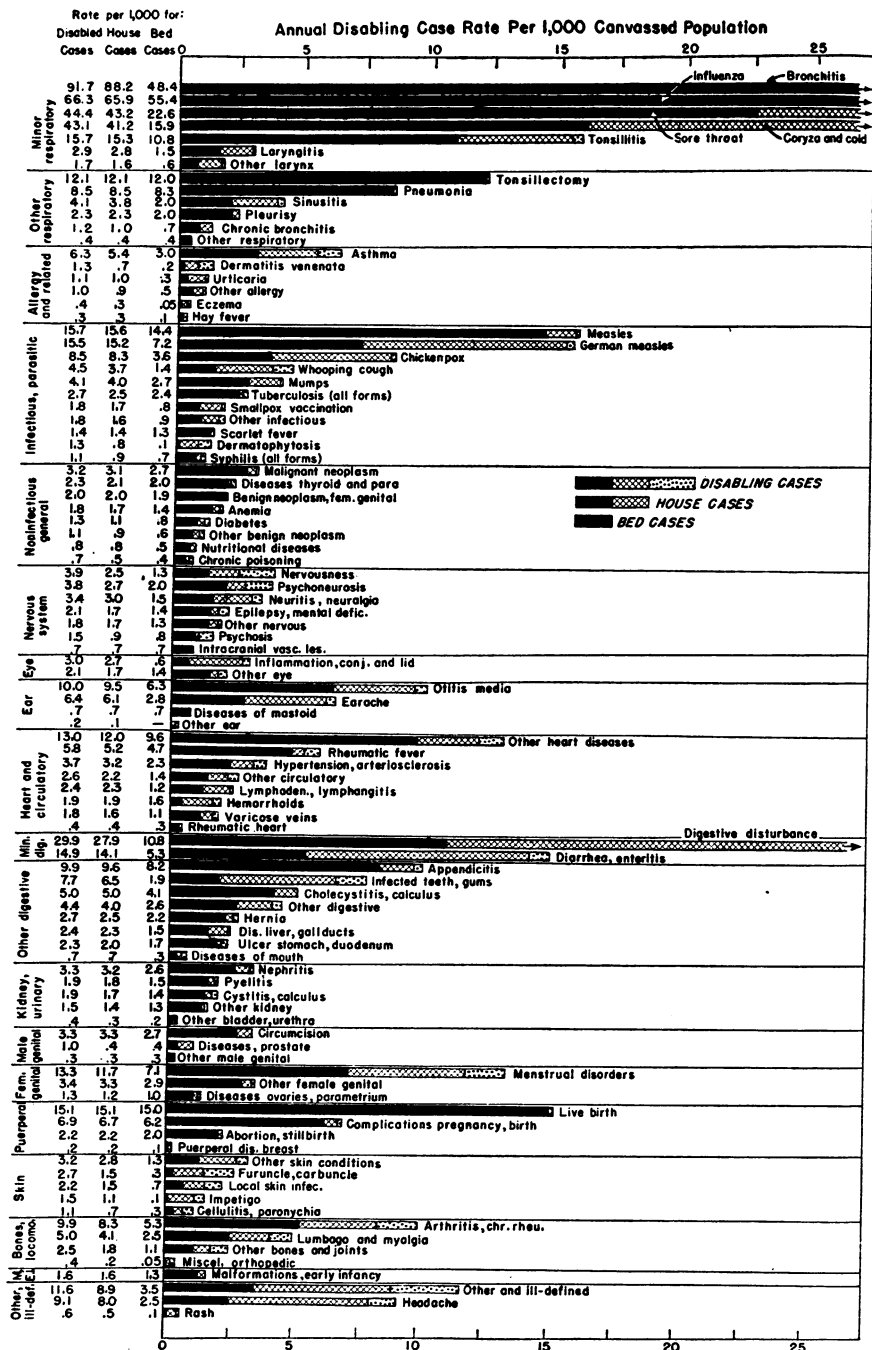 Rate per 1,000 for:
Disabled House Bed
Cases Cases Cases
Annual Disabling Case Rate Per 1,000 Canvassed Population
0 5 10 15 20 25
Minor respiratory
Influenza Bronchitis
91.7 88.2 48.4
66.3 65.9 55.4
44.4 43.2 22.6
43.1 41.2 15.9
Sore throat Coryza and cold
15.7 15.3 10.8 Tonsillitis
2.9 2.8 1.5 Laryngitis
1.7 1.6 .6 Other larynx
Other respiratory
12.1 12.1 12.0 Tonsillectomy
8.5 8.5 8.3 Pneumonia
4.1 3.8 2.0 Sinusitis
2.3 2.3 2.0 Pleurisy
1.2 1.0 .7 Chronic bronchitis
.4 .4 .4 Other respiratory
Allergy and related
6.3 5.4 3.0 Asthma
1.3 .7 .2 Dermatitis venenata
1.1 1.0 .3 Urticaria
1.0 .9 .5 Other allergy
.4 .3 .05 Eczema
.3 .3 .1 Hay fever
Infectious, parasitic
15.7 15.6 14.4 Measles
15.5 15.2 7.2 German measles
8.5 8.3 3.6 Chickenpox
4.5 3.7 1.4 Whooping cough
4.1 4.0 2.7 Mumps
2.7 2.5 2.4 Tuberculosis (all forms)
1.8 1.7 .8 Smallpox vaccination
1.8 1.6 .9 Other infectious
1.4 1.4 1.3 Scarlet fever
1.3 .8 .1 Dermatophytosis
1.1 .9 .7 Syphilis (all forms)
Noninfectious general
3.2 3.1 2.7 Malignant neoplasm
2.3 2.1 2.0 Diseases thyroid and para
2.0 2.0 1.9 Benign neoplasm, fem. genital
1.8 1.7 1.4 Anemia
1.3 1.1 .8 Diabetes
1.1 .9 .6 Other benign neoplasm
.8 .8 .5 Nutritional diseases
.7 .5 .4 Chronic poisoning
DISABLING CASES
HOUSE CASES
BED CASES
Nervous system
3.9 2.5 1.3 Nervousness
3.8 2.7 2.0 Psychoneurosis
3.4 3.0 1.5 Neuritis, neuralgia
2.1 1.7 1.4 Epilepsy, mental defic.
1.8 1.7 1.3 Other nervous
1.5 .9 .8 Psychosis
.7 .7 .7 Intracranial vasc. les.
Eye
3.0 2.7 .6 Inflammation, conj. and lid
2.1 1.7 1.4 Other eye
Ear
10.0 9.5 6.3 Otitis media
6.4 6.1 2.8 Earache
.7 .7 .7 Diseases of mastoid
.2 .1 — Other ear
Heart and circulatory
13.0 12.0 9.6 Other heart diseases
5.8 5.2 4.7 Rheumatic fever
3.7 3.2 2.3 Hypertension, arteriosclerosis
2.6 2.2 1.4 Other circulatory
2.4 2.3 1.2 Lymphoden., lymphangitis
1.9 1.9 1.6 Hemorrhoids
1.8 1.6 1.1 Varicose veins
.4 .4 .3 Rheumatic heart
Min. dig.
29.9 27.9 10.8 Digestive disturbance
14.9 14.1 5.3 Diarrhea, enteritis
Other digestive
9.9 9.6 8.2 Appendicitis
7.7 6.5 1.9 Infected teeth, gums
5.0 5.0 4.1 Cholecystitis, calculus
4.4 4.0 2.6 Other digestive
2.7 2.5 2.2 Hernia
2.4 2.3 1.5 Dis. liver, gall ducts
2.3 2.0 1.7 Ulcer stomach, duodenum
.7 .7 .3 Diseases of mouth
Kidney, urinary
3.3 3.2 2.6 Nephritis
1.9 1.8 1.5 Pyelitis
1.9 1.7 1.4 Cystitis, calculus
1.5 1.4 1.3 Other kidney
.4 .3 .2 Other bladder, urethra
Male genital
3.3 3.3 2.7 Circumcision
1.0 .4 .4 Diseases, prostate
.3 .3 .3 Other male genital
Fem. genital
13.3 11.7 7.1 Menstrual disorders
3.4 3.3 2.9 Other female genital
1.3 1.2 1.0 Diseases ovaries, parametrium
Puerperal
15.1 15.1 15.0 Live birth
6.9 6.7 6.2 Complications pregnancy, birth
2.2 2.2 2.0 Abortion, stillbirth
.2 .2 .1 Puerperal dis. breast
Skin
3.2 2.8 1.3 Other skin conditions
2.7 1.5 .3 Furuncle, carbuncle
2.2 1.5 .7 Local skin infec.
1.5 1.1 .1 Impetigo
1.1 .7 .3 Cellulitis, paronychia
Bones, locomo.
9.9 8.3 5.3 Arthritis, chr. rheu.
5.0 4.1 2.5 Lumbago and myalgia
2.5 1.8 1.1 Other bones and joints
.4 .2 .05 Miscel. orthopedic
M, E.I.
1.6 1.6 1.3 Malformations, early infancy
Other, ill-def.
11.6 8.9 3.5 Other and ill-defined
9.1 8.0 2.5 Headache
.6 .5 .1 Rash
0 5 10 15 20 25